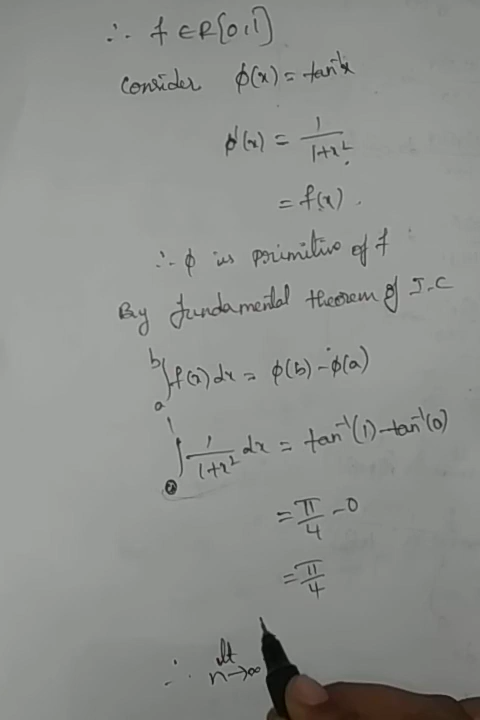 ∴ f ∈ R[0,1]
Consider ϕ(x) = tan⁻¹x
ϕ'(x) = 1/(1+x²)
= f(x).
∴ ϕ is primitive of f
By fundamental theorem of I.C
∫ₐᵇ f(x) dx = ϕ(b) - ϕ(a)
∫₀¹ 1/(1+x²) dx = tan⁻¹(1) - tan⁻¹(0)
= π/4 - 0
= π/4
∴ lt n→∞